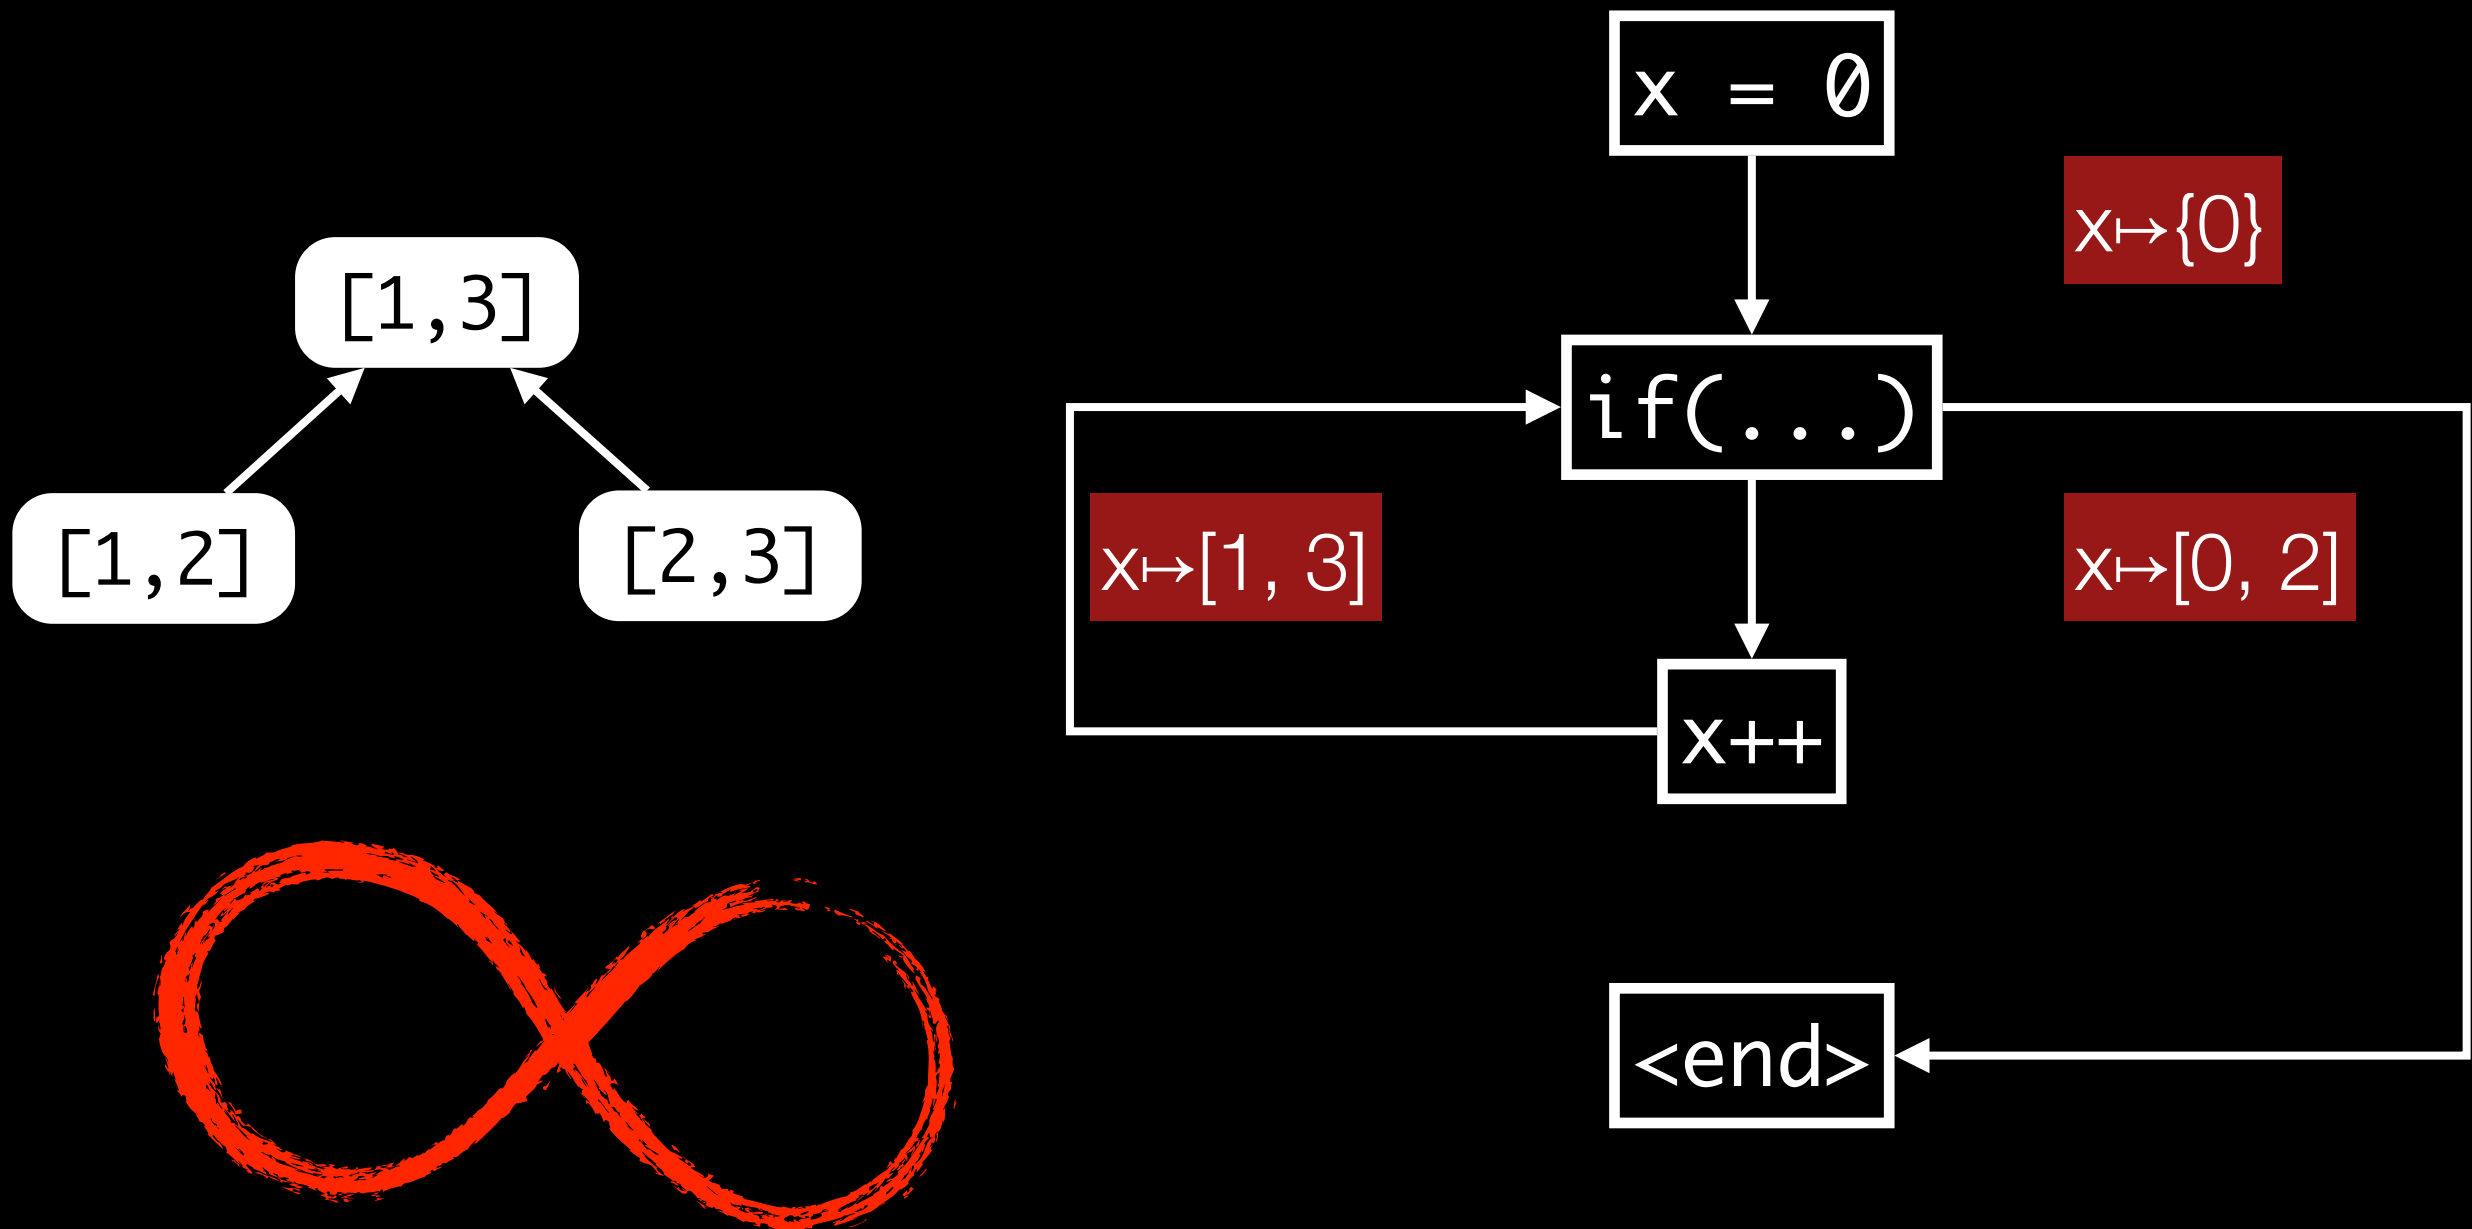 [1,3]
[1,2]
[2,3]
x = 0
x↦{0}
if(...)
x↦[1, 3]
x↦[0, 2]
x++
<end>